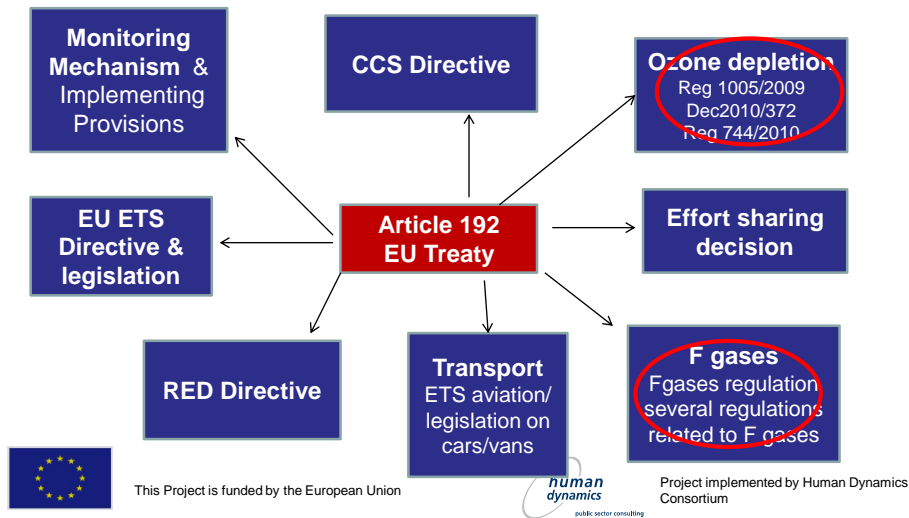 Monitoring
Mechanism &
Implementing
Provisions
CCS Directive
Ozone depletion
Reg 1005/2009
Dec2010/372
Reg 744/2010
EU ETS
Directive &
legislation
Article 192
EU Treaty
Effort sharing
decision
RED Directive
Transport
ETS aviation/
legislation on
cars/vans
F gases
Fgases regulation
several regulations
related to F gases
This Project is funded by the European Union
human
dynamics
public sector consulting
Project implemented by Human Dynamics
Consortium